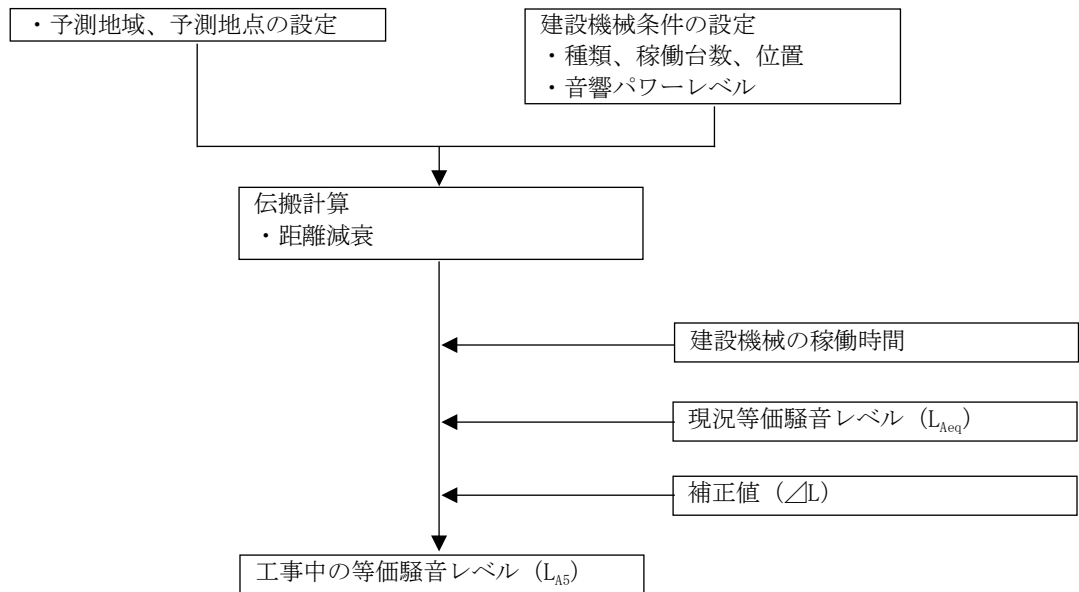 ・予測地域、予測地点の設定
建設機械条件の設定
・種類、稼働台数、位置
・音響パワーレベル
伝搬計算
・距離減衰
建設機械の稼働時間
現況等価騒音レベル（LAeq）
補正値（⊿L）
工事中の等価騒音レベル（LA5）